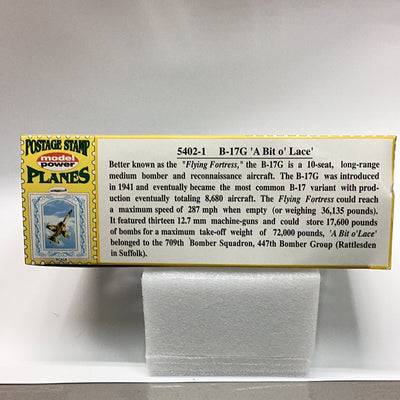 POSTAGE STAMP
model
power
PLANES
5402-1 B-17G 'A Bit o' Lace'
Better known as the "Flying Fortress," the B-17G is a 10-seat, long-range
medium bomber and reconnaissance aircraft. The B-17G was introduced
in 1941 and eventually became the most common B-17 variant with prod-
uction eventually totaling 8,680 aircraft. The Flying Fortress could reach
a maximum speed of 287 mph when empty (or weighing 36,135 pounds).
It featured thirteen 12.7 mm machine-guns and could store 17,600 pounds
of bombs for a maximum take-off weight of 72,000 pounds, 'A Bit o'Lace'
belonged to the 709th Bomber Squadron, 447th Bomber Group (Rattlesden
in Suffolk).